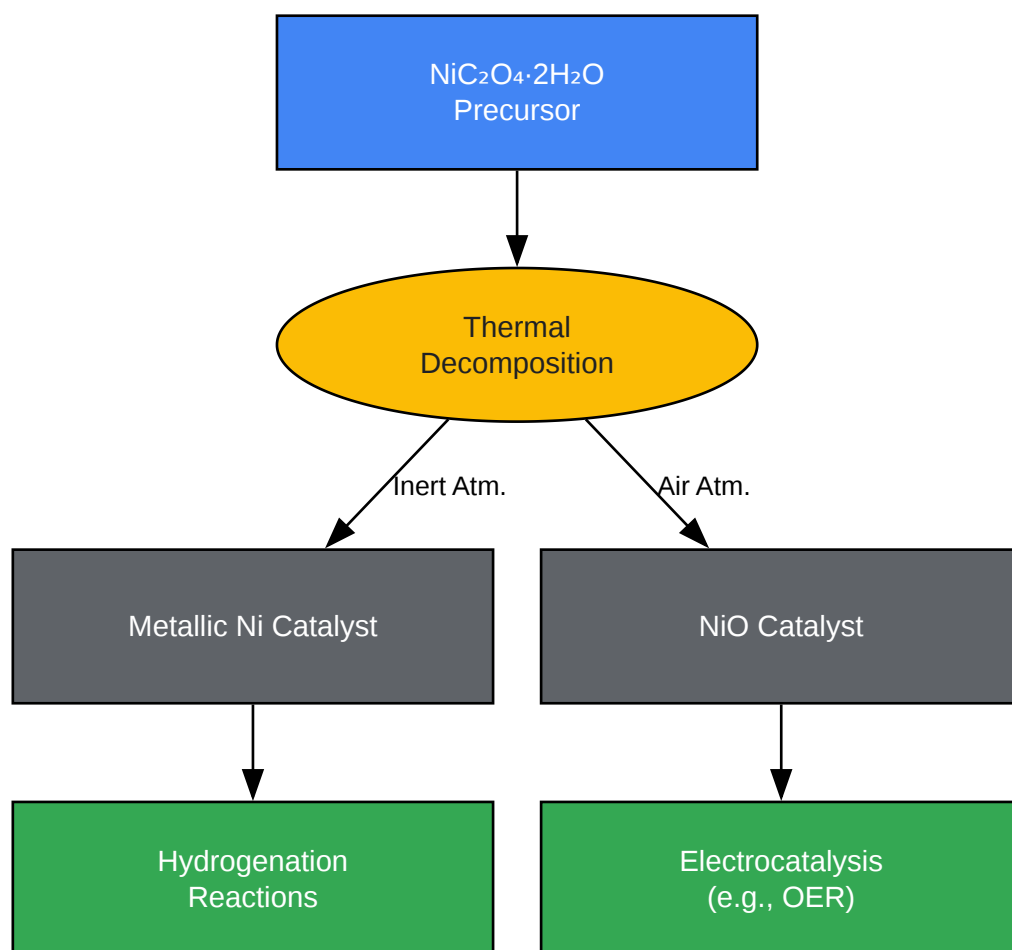 NiC₂O₄·2H₂O
Precursor
Thermal
Decomposition
Inert Atm.
Air Atm.
Metallic Ni Catalyst
NiO Catalyst
Hydrogenation
Reactions
Electrocatalysis
(e.g., OER)